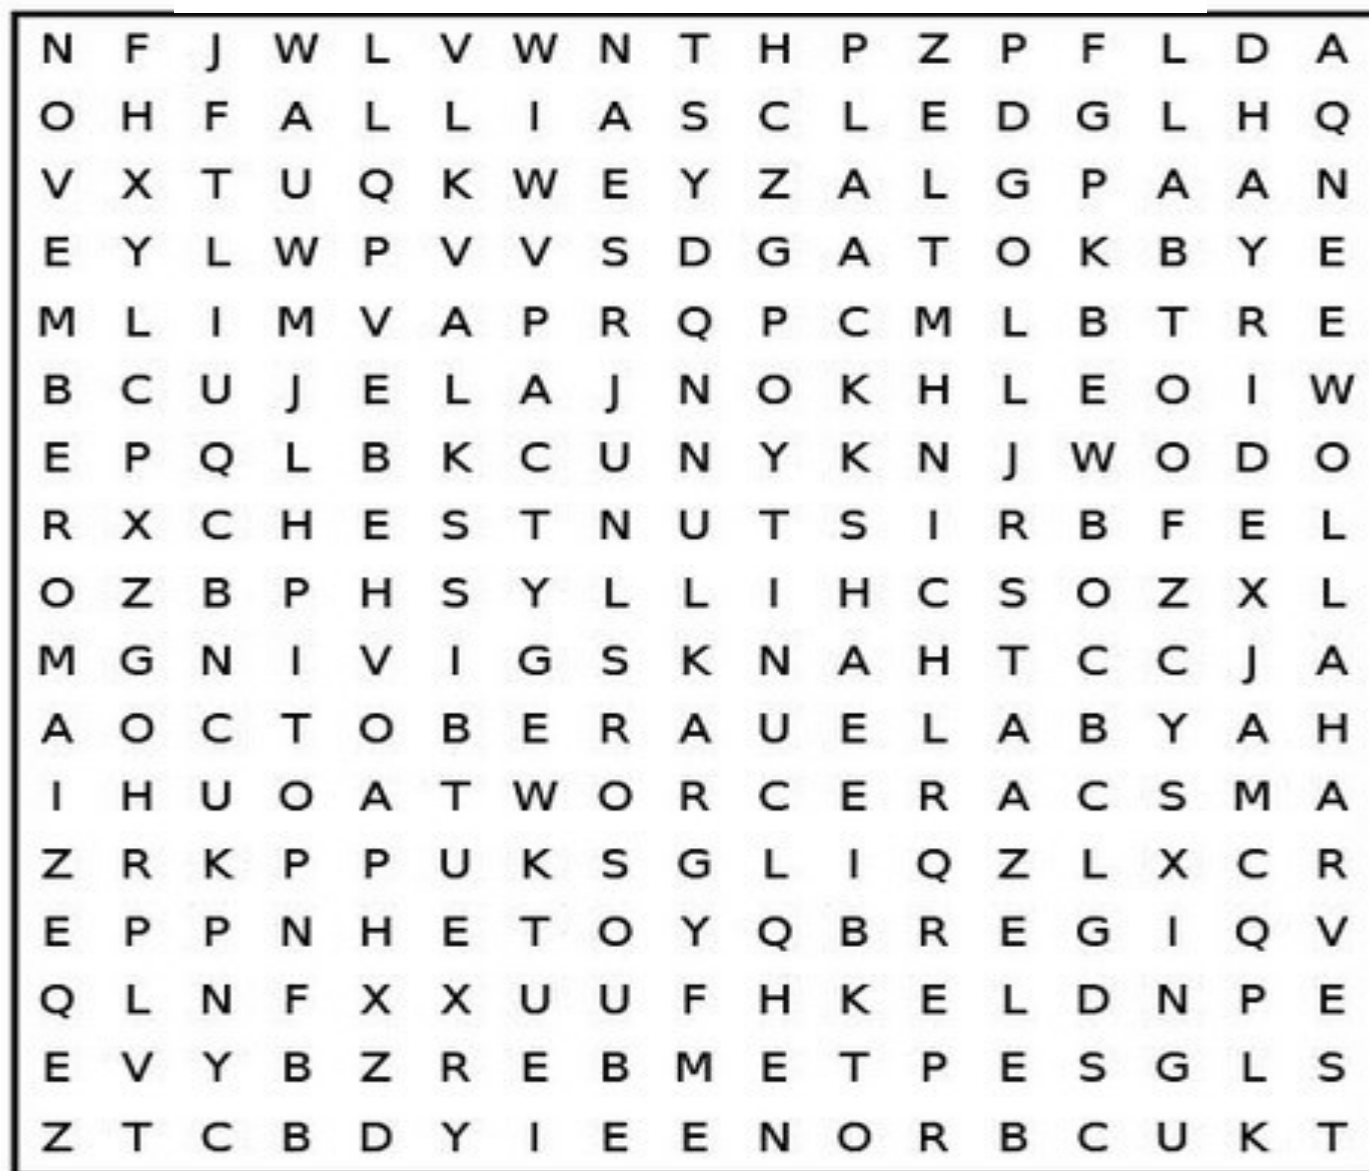 N F J W L V W N T H P Z P F L D A
O H F A L L I A S C L E D G L H Q
V X T U Q K W E Y Z A L G P A A N
E Y L W P V V S D G A T O K B Y E
M L I M V A P R Q P C M L B T R E
B C U J E L A J N O K H L E O I W
E P Q L B K C U N Y K N J W O D O
R X C H E S T N U T S I R B F E L
O Z B P H S Y L L I H C S O Z X L
M G N I V I G S K N A H T C C J A
A O C T O B E R A U E L A B Y A H
I H U O A T W O R C E R A C S M A
Z R K P P U K S G L I Q Z L X C R
E P P N H E T O Y Q B R E G I Q V
Q L N F X X U U F H K E L D N P E
E V Y B Z R E B M E T P E S G L S
Z T C B D Y I E E N O R B C U K T